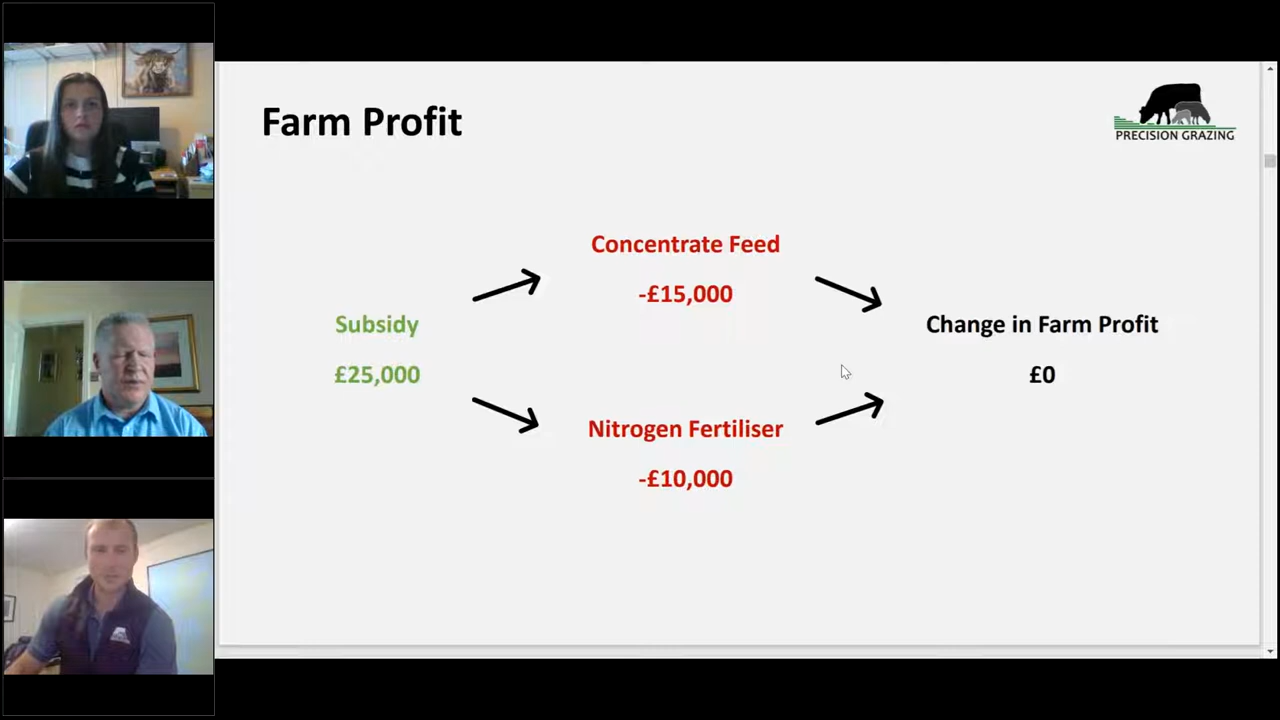 Farm Profit
PRECISION GRAZING
Concentrate Feed
-£15,000
Subsidy
£25,000
Change in Farm Profit
£0
Nitrogen Fertiliser
-£10,000